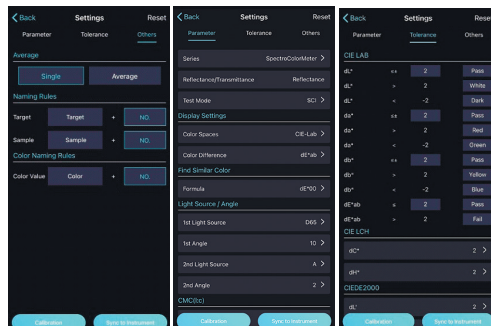 Back Settings Reset
Parameter Tolerance Others
Average
Single Average
Naming Rules
Target Target + NO.
Sample Sample + NO.
Color Naming Rules
Color Value Color + NO.
Calibration Sync to Instrument
Back Settings Reset
Parameter Tolerance Others
Series SpectroColorMeter >
Reflectance/Transmittance Reflectance
Test Mode SCI >
Display Settings
Color Spaces CIE-Lab >
Color Difference dE*ab >
Find Similar Color
Formula dE*00 >
Light Source / Angle
1st Light Source D65 >
1st Angle 10 >
2nd Light Source A >
2nd Angle 2 >
CMC(l:c)
Calibration Sync to Instrument
Back Settings Reset
Parameter Tolerance Others
CIE LAB
dL* ≤± 2 Pass
dL* > 2 White
dL* < -2 Dark
da* ≤± 2 Pass
da* > 2 Red
da* < -2 Green
db* ≤± 2 Pass
db* > 2 Yellow
db* < -2 Blue
dE*ab ≤ 2 Pass
dE*ab > 2 Fail
CIE LCH
dC* 2 >
dH* 2 >
CIEDE2000
dL' 2 >
Calibration Sync to Instrument